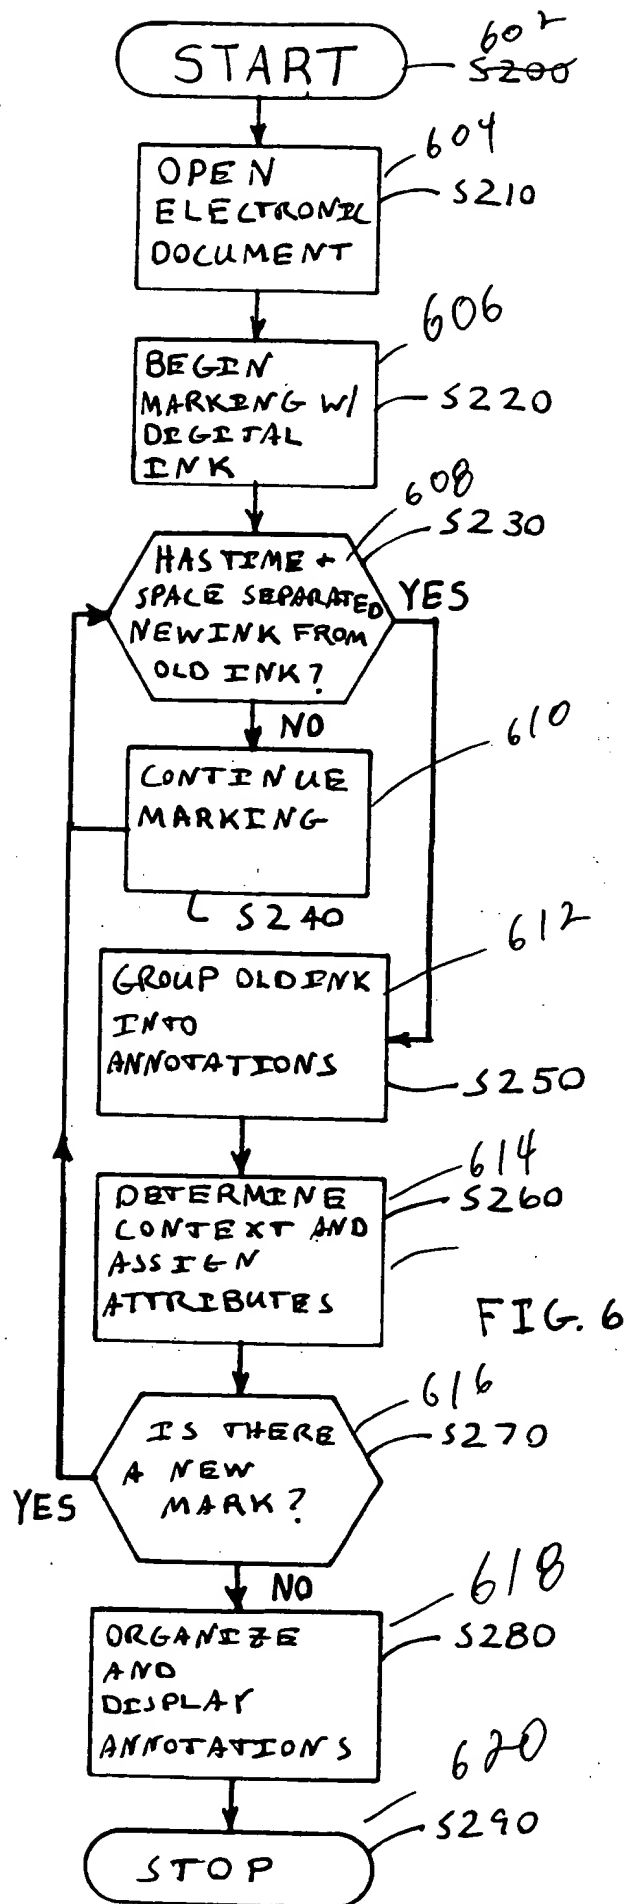 602
START
S200
604
OPEN
ELECTRONIC
DOCUMENT
S210
606
BEGIN
MARKING W/
DIGITAL
INK
S220
608
S230
HAS TIME +
SPACE SEPARATED
NEW INK FROM
OLD INK?
YES
NO
610
CONTINUE
MARKING
S240
612
GROUP OLD INK
INTO
ANNOTATIONS
S250
614
S260
DETERMINE
CONTEXT AND
ASSIGN
ATTRIBUTES
FIG. 6
616
S270
IS THERE
A NEW
MARK?
YES
NO
618
S280
ORGANIZE
AND
DISPLAY
ANNOTATIONS
620
S290
STOP